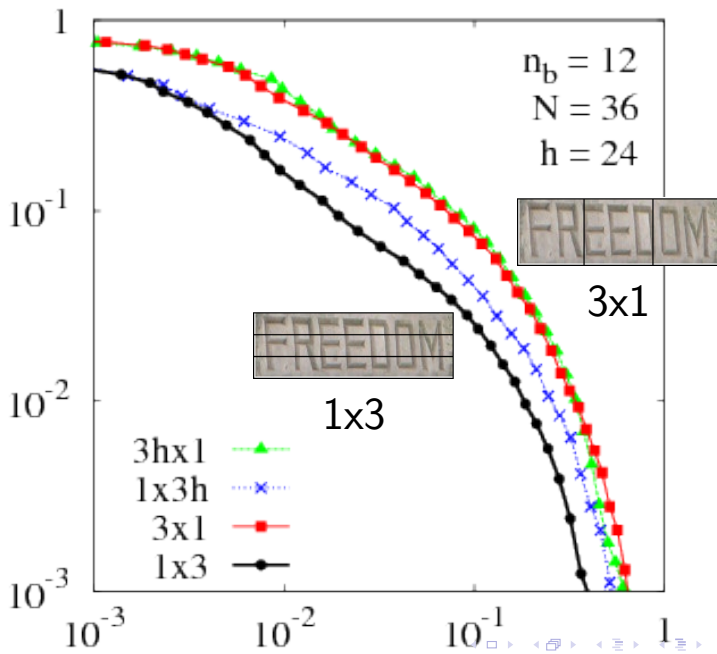 1
n_b = 12
N = 36
h = 24
10^-1
FREEDOM
3x1
FREEDOM
1x3
10^-2
3hx1
1x3h
3x1
1x3
10^-3
10^-3 10^-2 10^-1 1